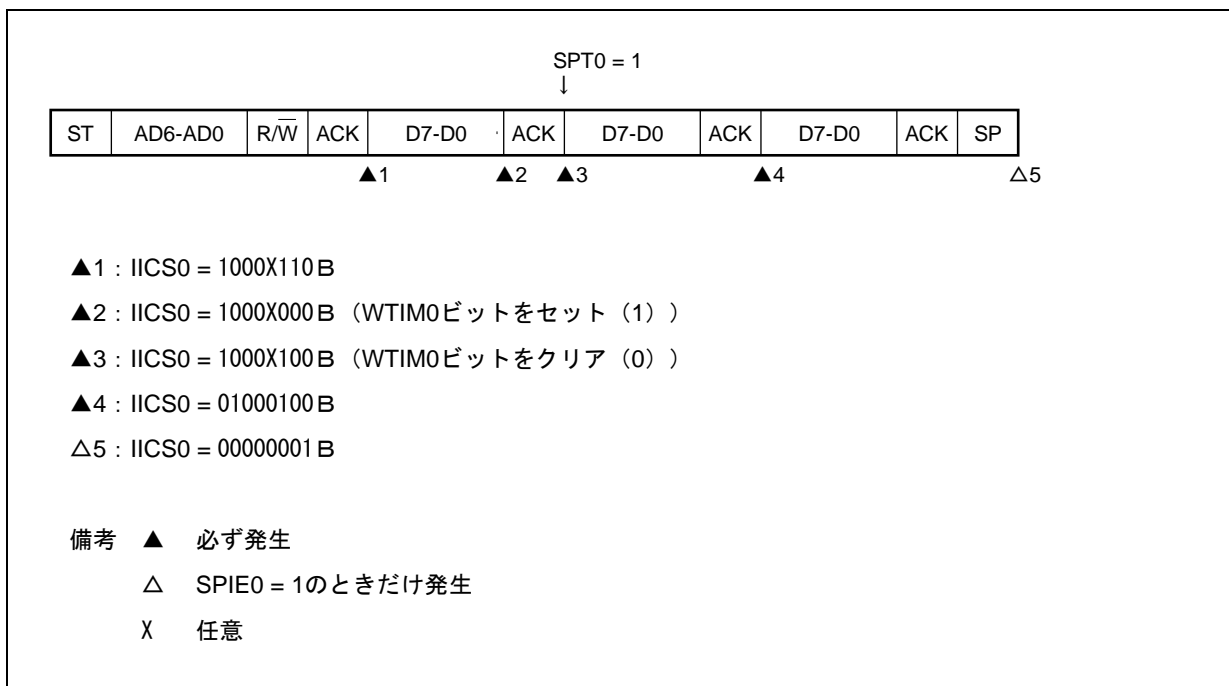 SPT0 = 1
↓
ST AD6-AD0 R/W̅ ACK D7-D0 ACK D7-D0 ACK D7-D0 ACK SP
▲1 ▲2 ▲3 ▲4 △5
▲1：IICS0 = 1000X110B
▲2：IICS0 = 1000X000B（WTIM0ビットをセット（1））
▲3：IICS0 = 1000X100B（WTIM0ビットをクリア（0））
▲4：IICS0 = 01000100B
△5：IICS0 = 00000001B
備考 ▲ 必ず発生
△ SPIE0 = 1のときだけ発生
X 任意